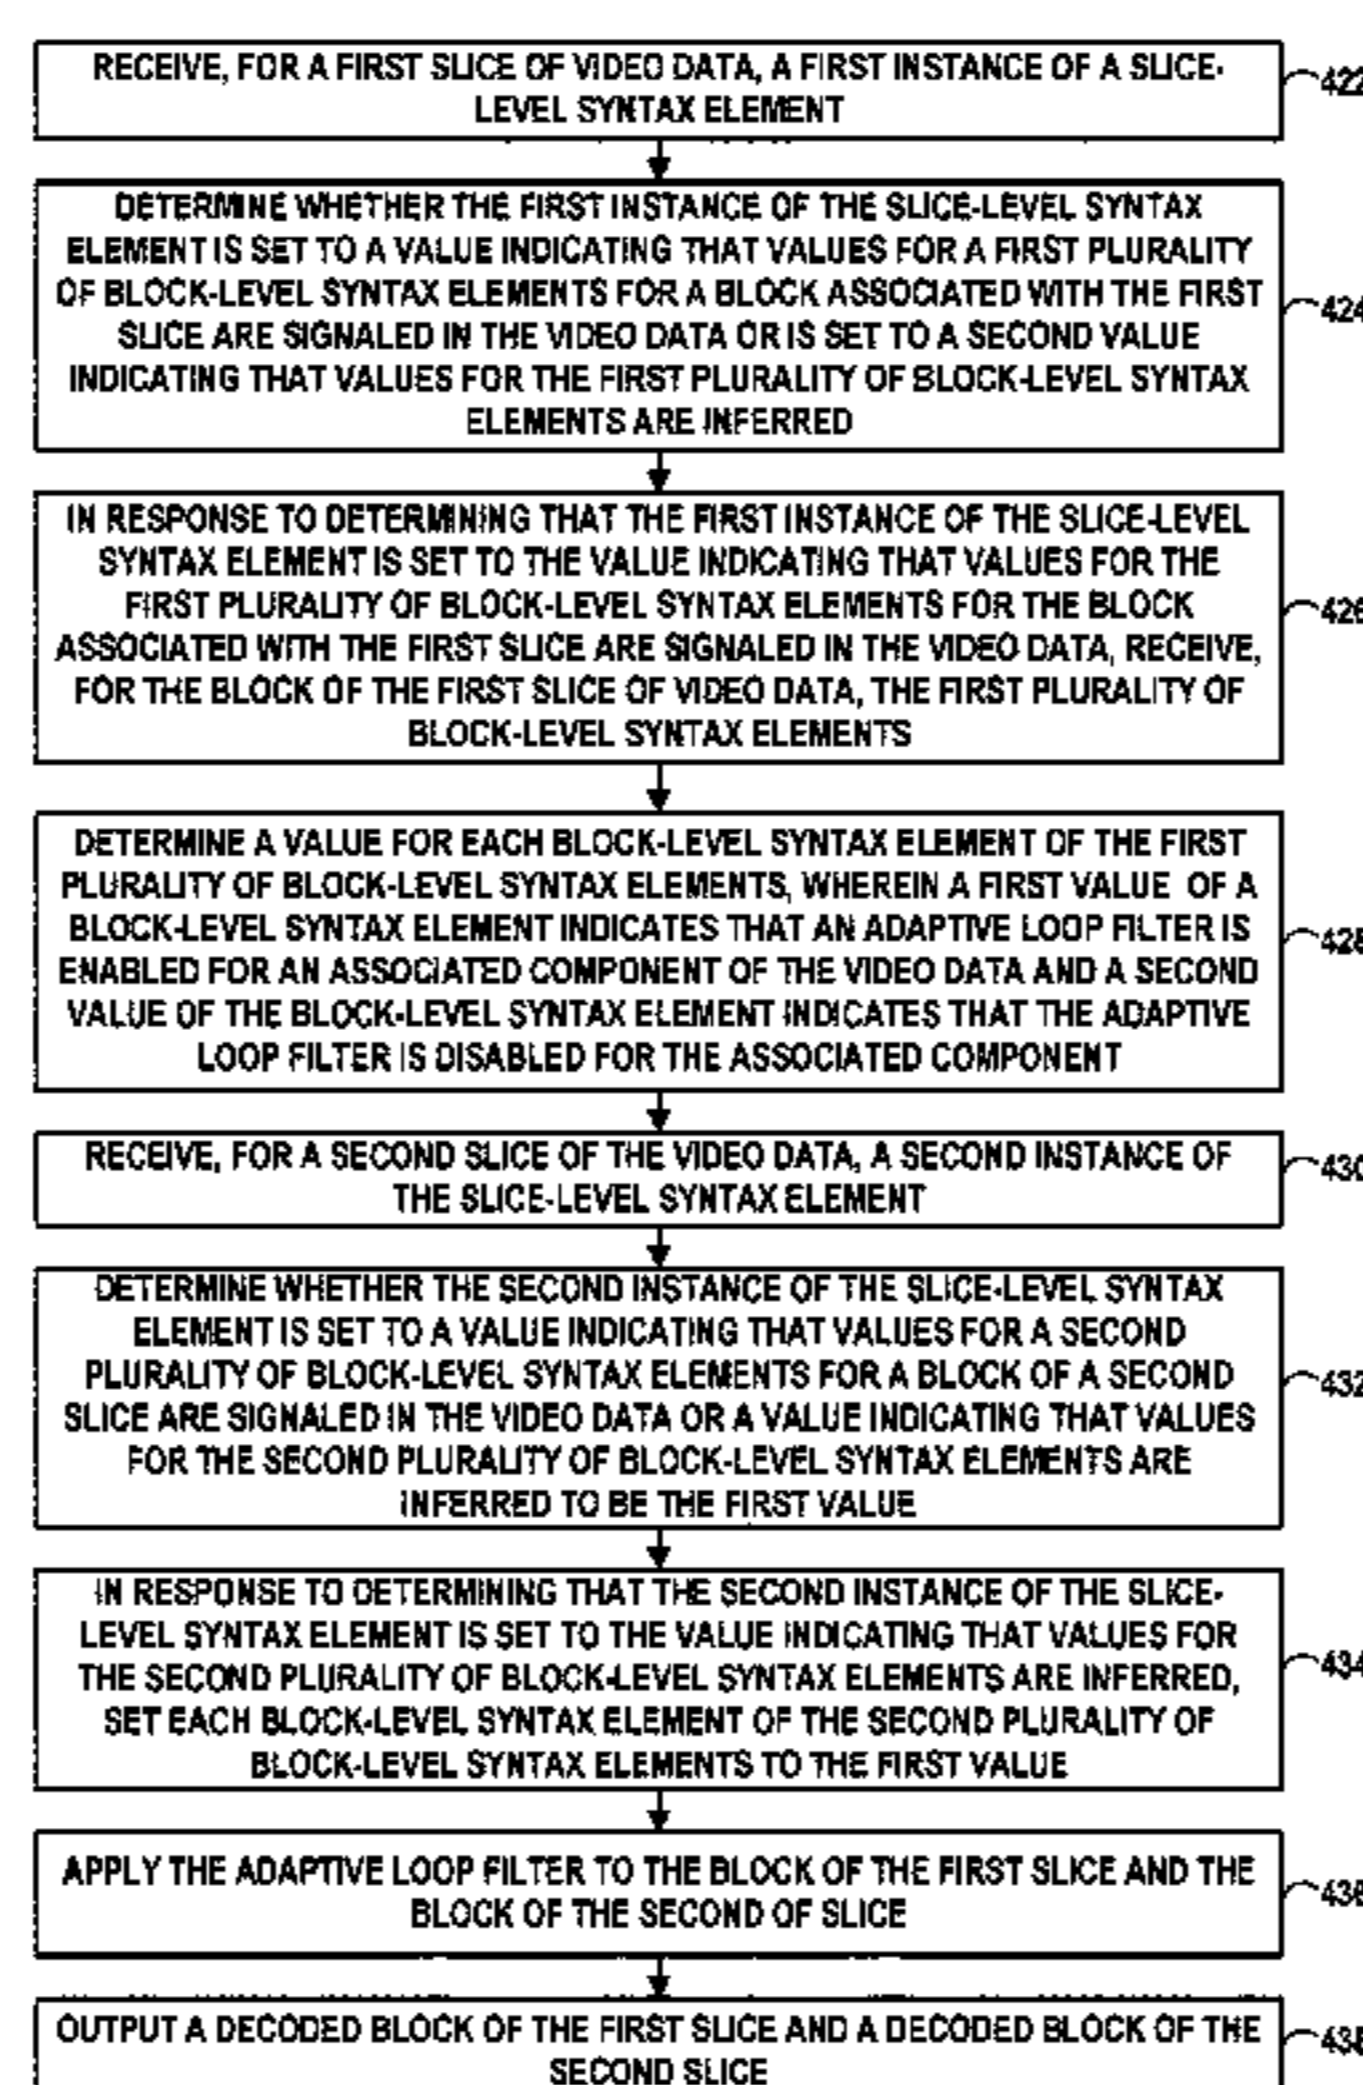 RECEIVE, FOR A FIRST SLICE OF VIDEO DATA, A FIRST INSTANCE OF A SLICE-
LEVEL SYNTAX ELEMENT
422
DETERMINE WHETHER THE FIRST INSTANCE OF THE SLICE-LEVEL SYNTAX
ELEMENT IS SET TO A VALUE INDICATING THAT VALUES FOR A FIRST PLURALITY
OF BLOCK-LEVEL SYNTAX ELEMENTS FOR A BLOCK ASSOCIATED WITH THE FIRST
SLICE ARE SIGNALED IN THE VIDEO DATA OR IS SET TO A SECOND VALUE
INDICATING THAT VALUES FOR THE FIRST PLURALITY OF BLOCK-LEVEL SYNTAX
ELEMENTS ARE INFERRED
424
IN RESPONSE TO DETERMINING THAT THE FIRST INSTANCE OF THE SLICE-LEVEL
SYNTAX ELEMENT IS SET TO THE VALUE INDICATING THAT VALUES FOR THE
FIRST PLURALITY OF BLOCK-LEVEL SYNTAX ELEMENTS FOR THE BLOCK
ASSOCIATED WITH THE FIRST SLICE ARE SIGNALED IN THE VIDEO DATA, RECEIVE,
FOR THE BLOCK OF THE FIRST SLICE OF VIDEO DATA, THE FIRST PLURALITY OF
BLOCK-LEVEL SYNTAX ELEMENTS
426
DETERMINE A VALUE FOR EACH BLOCK-LEVEL SYNTAX ELEMENT OF THE FIRST
PLURALITY OF BLOCK-LEVEL SYNTAX ELEMENTS, WHEREIN A FIRST VALUE OF A
BLOCK-LEVEL SYNTAX ELEMENT INDICATES THAT AN ADAPTIVE LOOP FILTER IS
ENABLED FOR AN ASSOCIATED COMPONENT OF THE VIDEO DATA AND A SECOND
VALUE OF THE BLOCK-LEVEL SYNTAX ELEMENT INDICATES THAT THE ADAPTIVE
LOOP FILTER IS DISABLED FOR THE ASSOCIATED COMPONENT
428
RECEIVE, FOR A SECOND SLICE OF THE VIDEO DATA, A SECOND INSTANCE OF
THE SLICE-LEVEL SYNTAX ELEMENT
430
DETERMINE WHETHER THE SECOND INSTANCE OF THE SLICE-LEVEL SYNTAX
ELEMENT IS SET TO A VALUE INDICATING THAT VALUES FOR A SECOND
PLURALITY OF BLOCK-LEVEL SYNTAX ELEMENTS FOR A BLOCK OF A SECOND
SLICE ARE SIGNALED IN THE VIDEO DATA OR A VALUE INDICATING THAT VALUES
FOR THE SECOND PLURALITY OF BLOCK-LEVEL SYNTAX ELEMENTS ARE
INFERRED TO BE THE FIRST VALUE
432
IN RESPONSE TO DETERMINING THAT THE SECOND INSTANCE OF THE SLICE-
LEVEL SYNTAX ELEMENT IS SET TO THE VALUE INDICATING THAT VALUES FOR
THE SECOND PLURALITY OF BLOCK-LEVEL SYNTAX ELEMENTS ARE INFERRED,
SET EACH BLOCK-LEVEL SYNTAX ELEMENT OF THE SECOND PLURALITY OF
BLOCK-LEVEL SYNTAX ELEMENTS TO THE FIRST VALUE
434
APPLY THE ADAPTIVE LOOP FILTER TO THE BLOCK OF THE FIRST SLICE AND THE
BLOCK OF THE SECOND OF SLICE
436
OUTPUT A DECODED BLOCK OF THE FIRST SLICE AND A DECODED BLOCK OF THE
SECOND SLICE
438